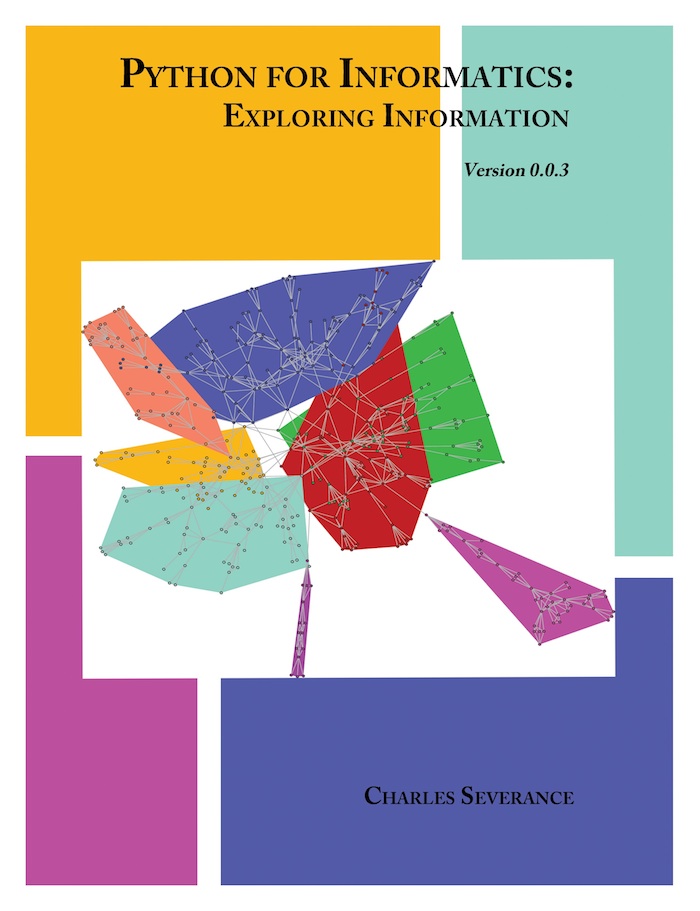 Python for Informatics:
Exploring Information
Version 0.0.3
Charles Severance